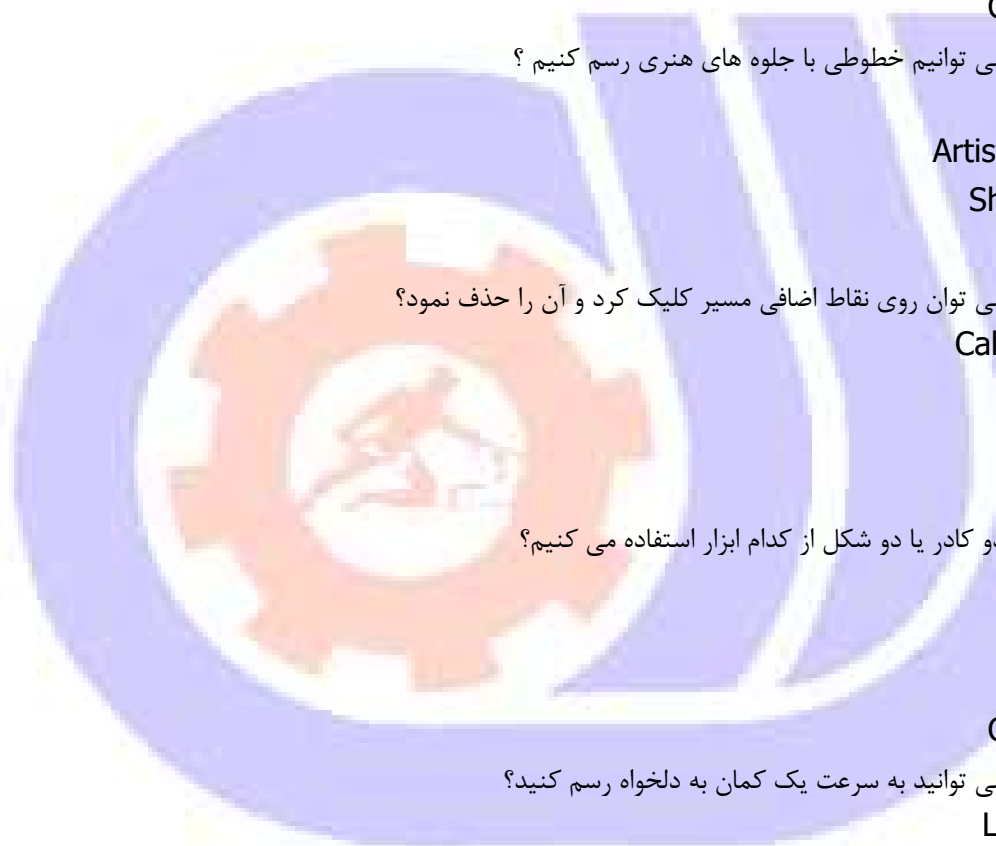 توانیم خطوطی با جلوه های هنری رسم کنیم ؟
Artis
Sh
توان روی نقاط اضافی مسیر کلیک کرد و آن را حذف نمود؟
Cal
کادر یا دو شکل از کدام ابزار استفاده می کنیم؟
توانید به سرعت یک کمان به دلخواه رسم کنید؟
L